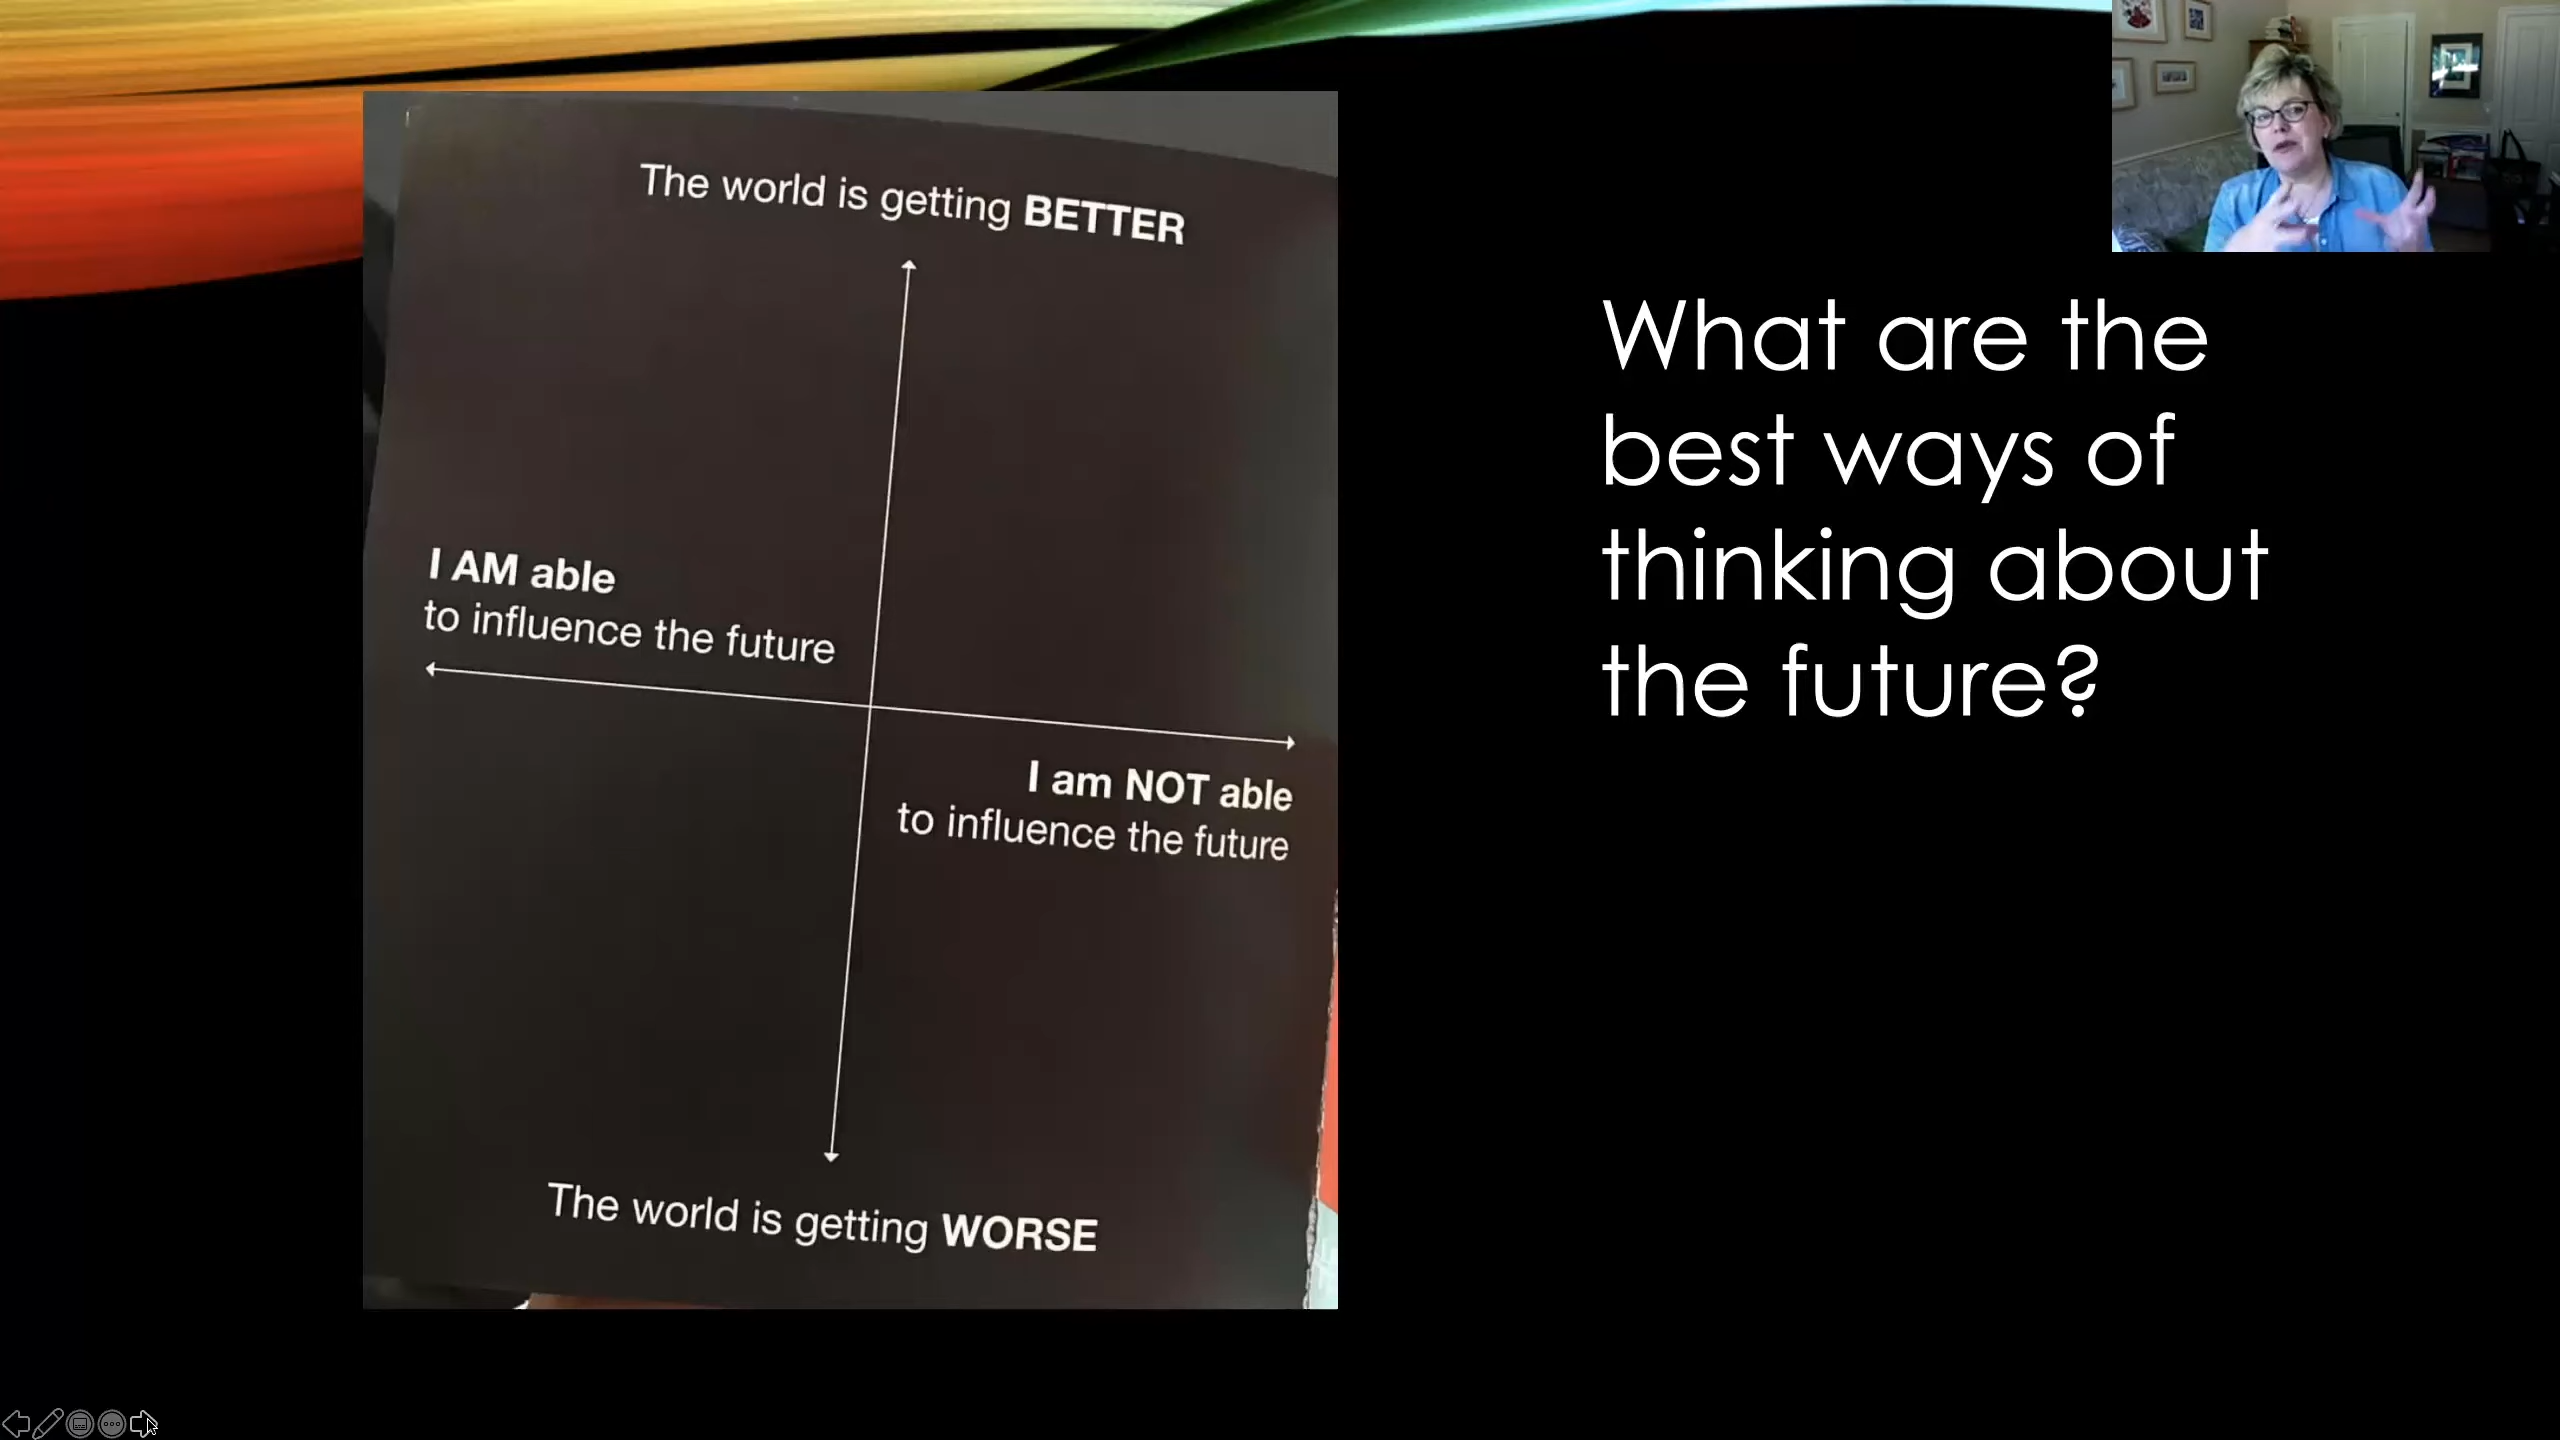 The world is getting BETTER
I AM able
to influence the future
I am NOT able
to influence the future
The world is getting WORSE
What are the
best ways of
thinking about
the future?